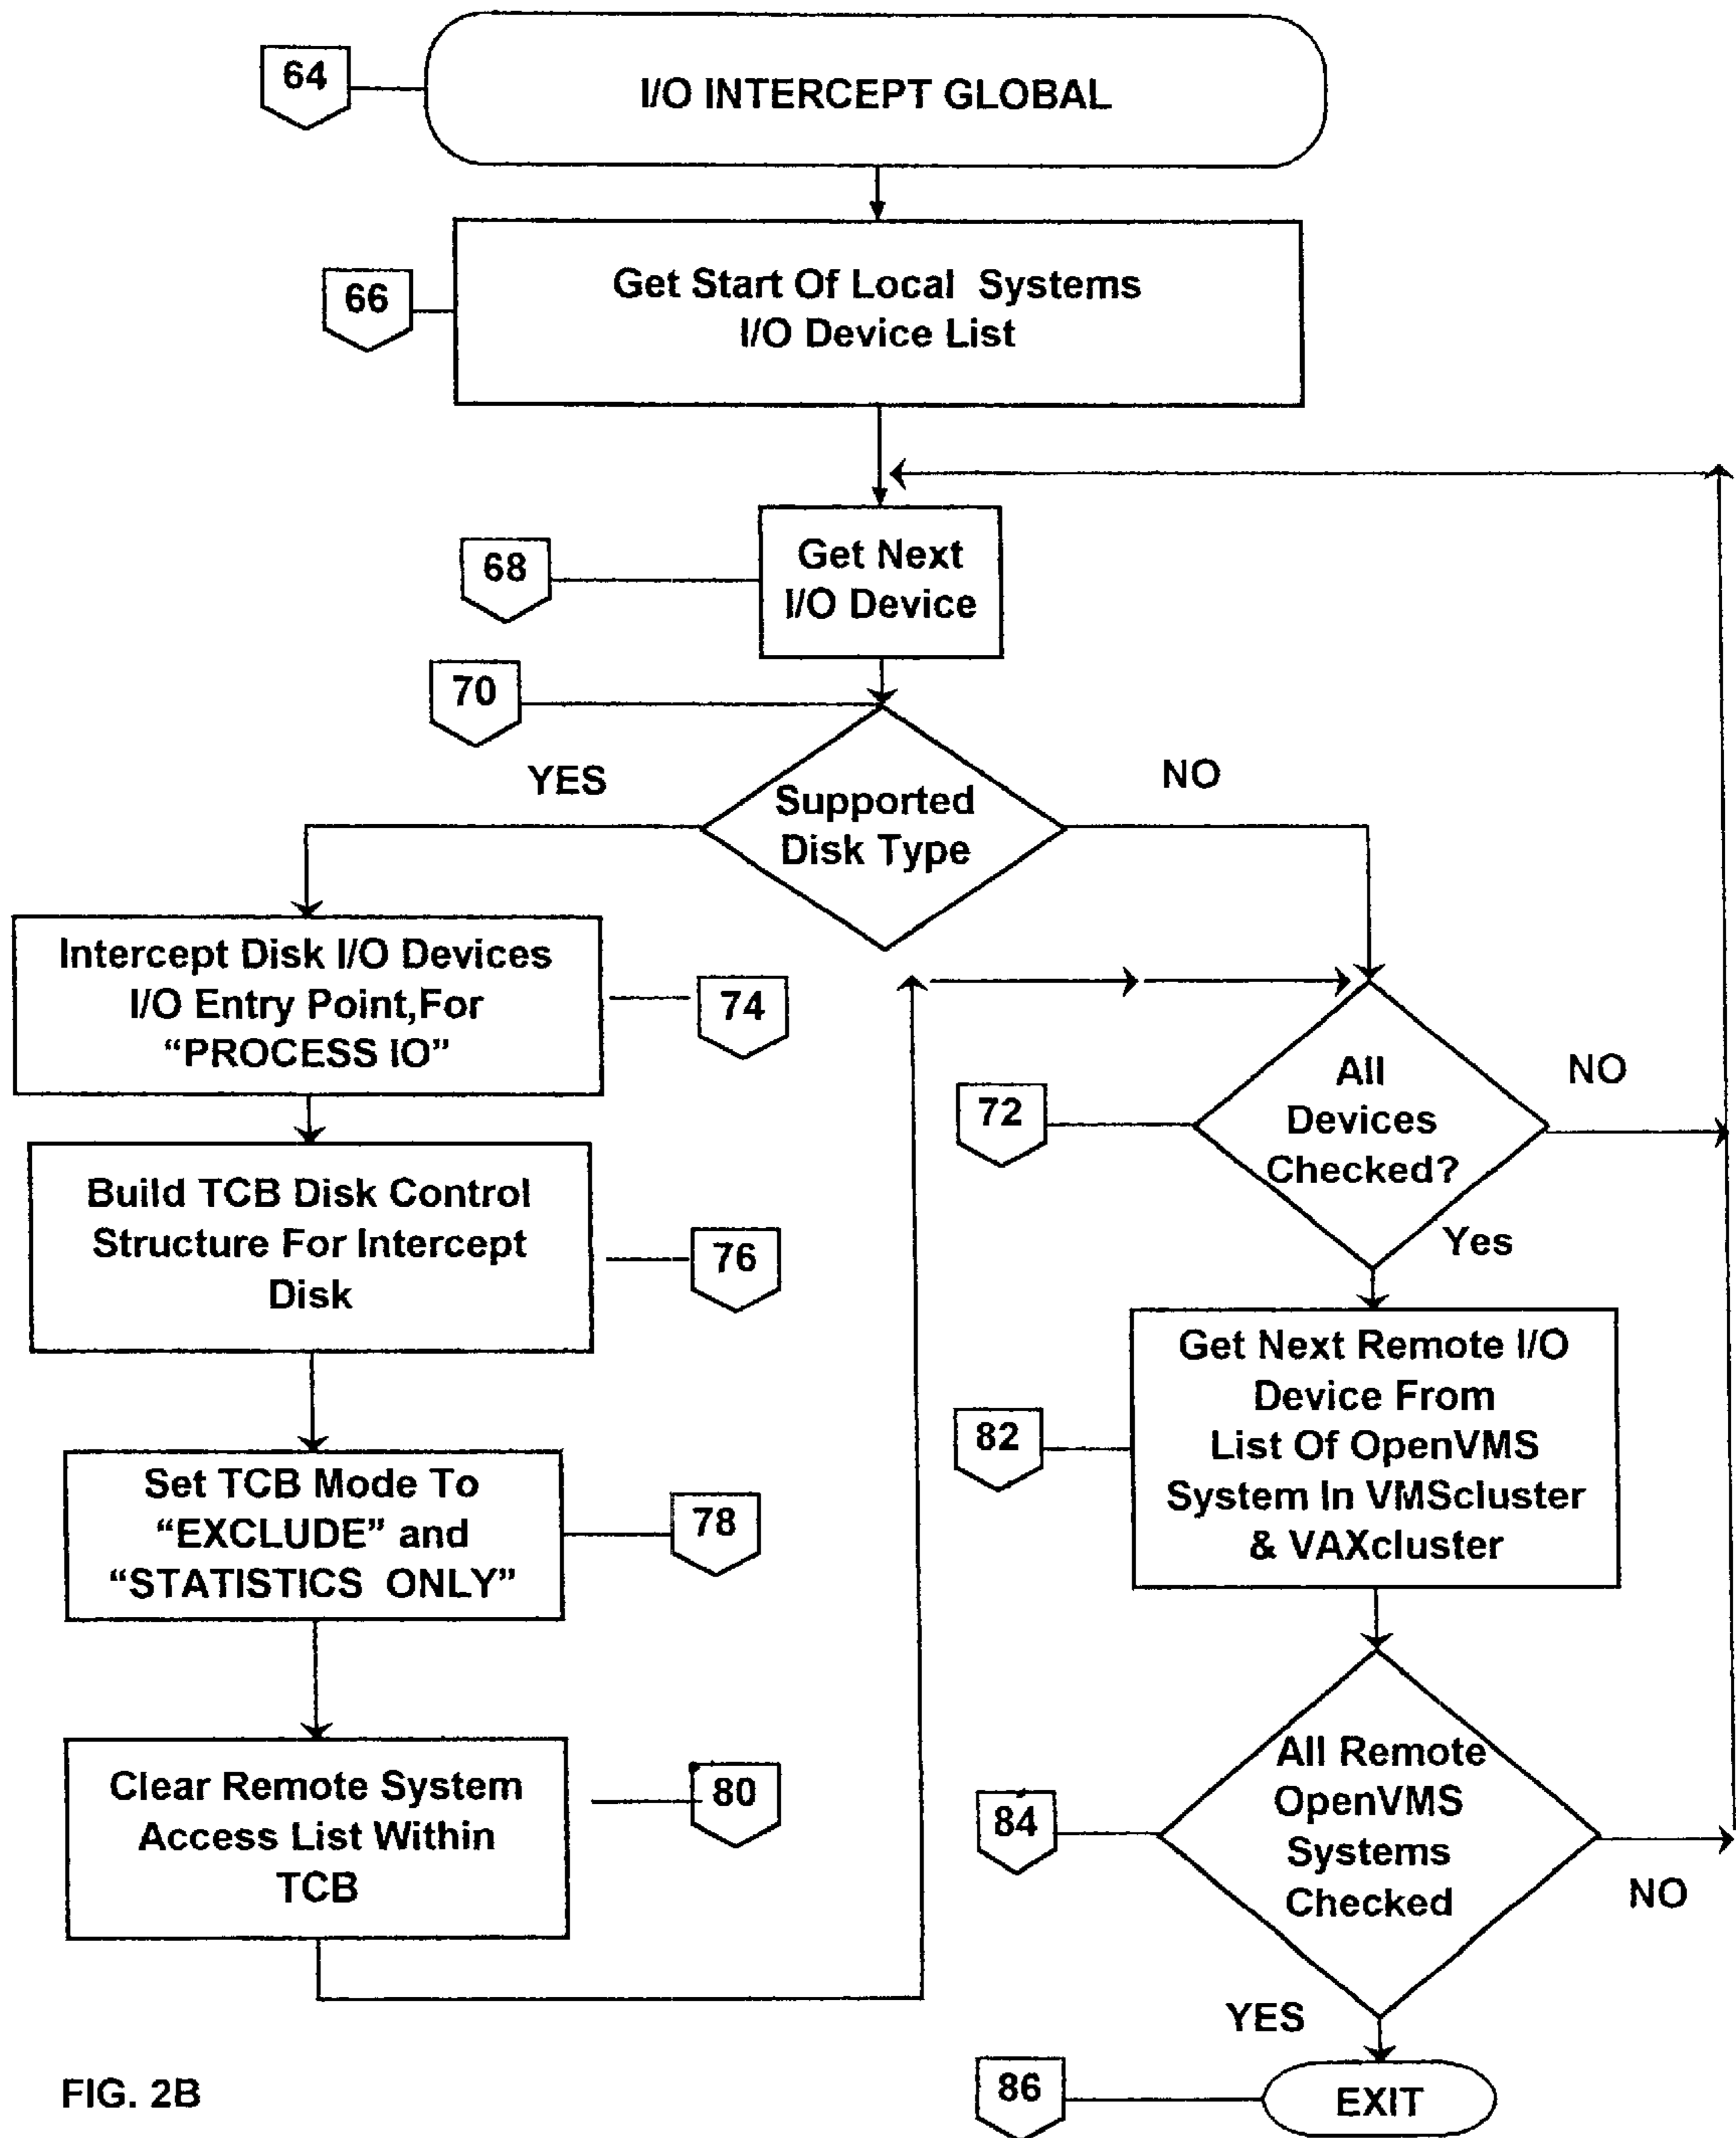 64
I/O INTERCEPT GLOBAL
66
Get Start Of Local Systems
I/O Device List
68
Get Next
I/O Device
70
YES
NO
Supported
Disk Type
Intercept Disk I/O Devices
I/O Entry Point,For
“PROCESS IO”
74
Build TCB Disk Control
Structure For Intercept
Disk
76
Set TCB Mode To
“EXCLUDE” and
“STATISTICS ONLY”
78
Clear Remote System
Access List Within
TCB
80
72
All
Devices
Checked?
NO
Yes
82
Get Next Remote I/O
Device From
List Of OpenVMS
System In VMScluster
& VAXcluster
84
All Remote
OpenVMS
Systems
Checked
NO
YES
86
EXIT
FIG. 2B